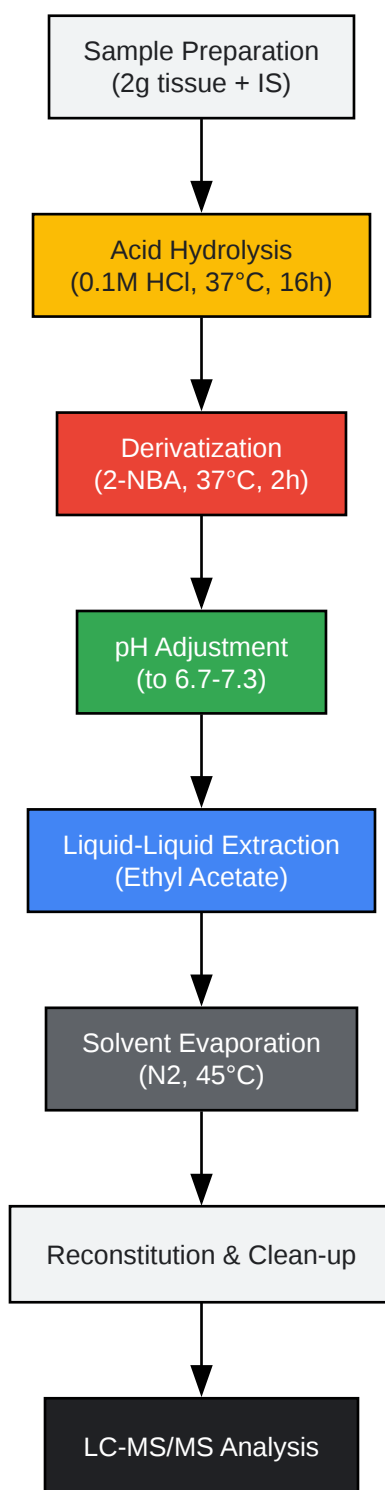 Sample Preparation
(2g tissue + IS)
Acid Hydrolysis
(0.1M HCl, 37°C, 16h)
Derivatization
(2-NBA, 37°C, 2h)
pH Adjustment
(to 6.7-7.3)
Liquid-Liquid Extraction
(Ethyl Acetate)
Solvent Evaporation
(N2, 45°C)
Reconstitution & Clean-up
LC-MS/MS Analysis